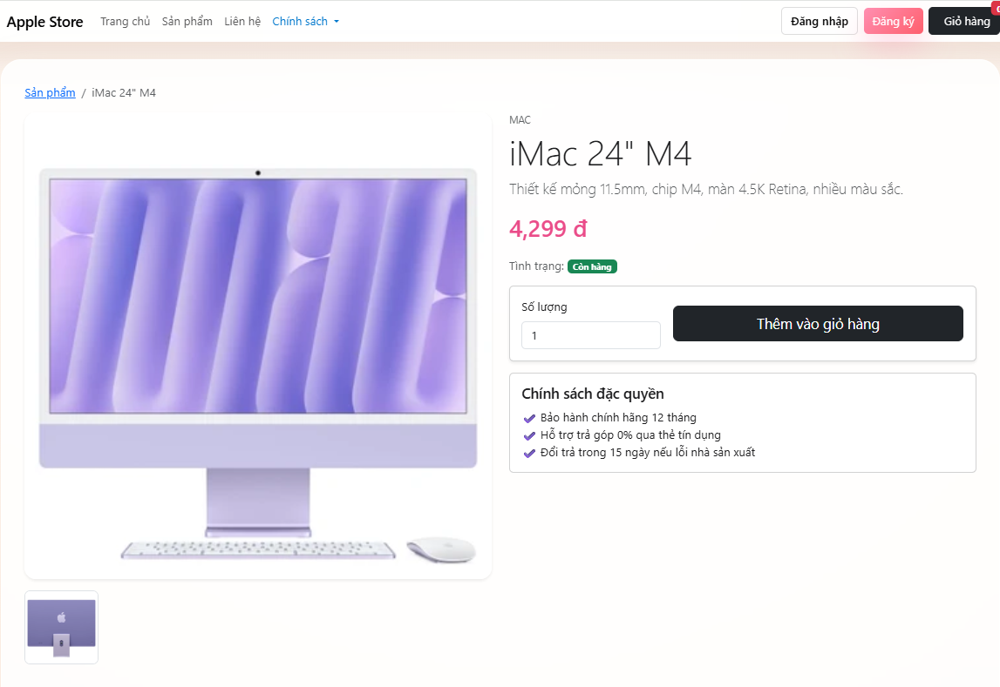 Apple Store Trang chủ Sản phẩm Liên hệ Chính sách Đăng nhập Đăng ký Giỏ hàng
Sản phẩm / iMac 24" M4
MAC
iMac 24" M4
Thiết kế mỏng 11.5mm, chip M4, màn 4.5K Retina, nhiều màu sắc.
4,299 đ
Tình trạng: Còn hàng
Số lượng
1
Thêm vào giỏ hàng
Chính sách đặc quyền
Bảo hành chính hãng 12 tháng
Hỗ trợ trả góp 0% qua thẻ tín dụng
Đổi trả trong 15 ngày nếu lỗi nhà sản xuất